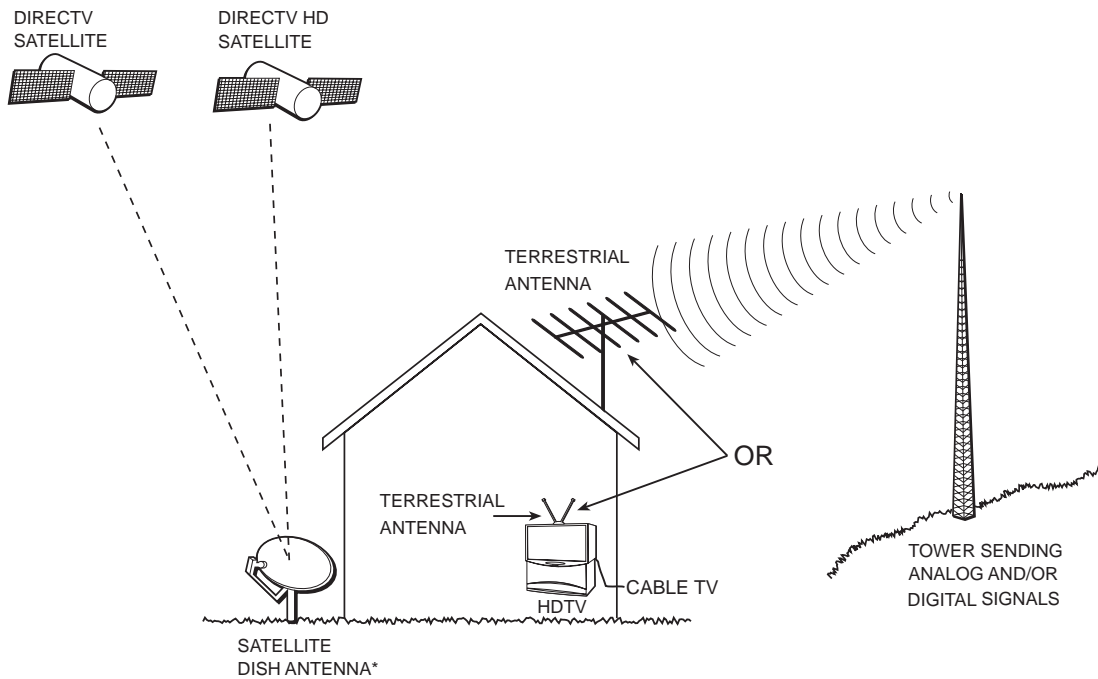 DIRECTV
SATELLITE
DIRECTV HD
SATELLITE
TERRESTRIAL
ANTENNA
OR
TERRESTRIAL
ANTENNA
CABLE TV
HDTV
TOWER SENDING
ANALOG AND/OR
DIGITAL SIGNALS
SATELLITE
DISH ANTENNA*